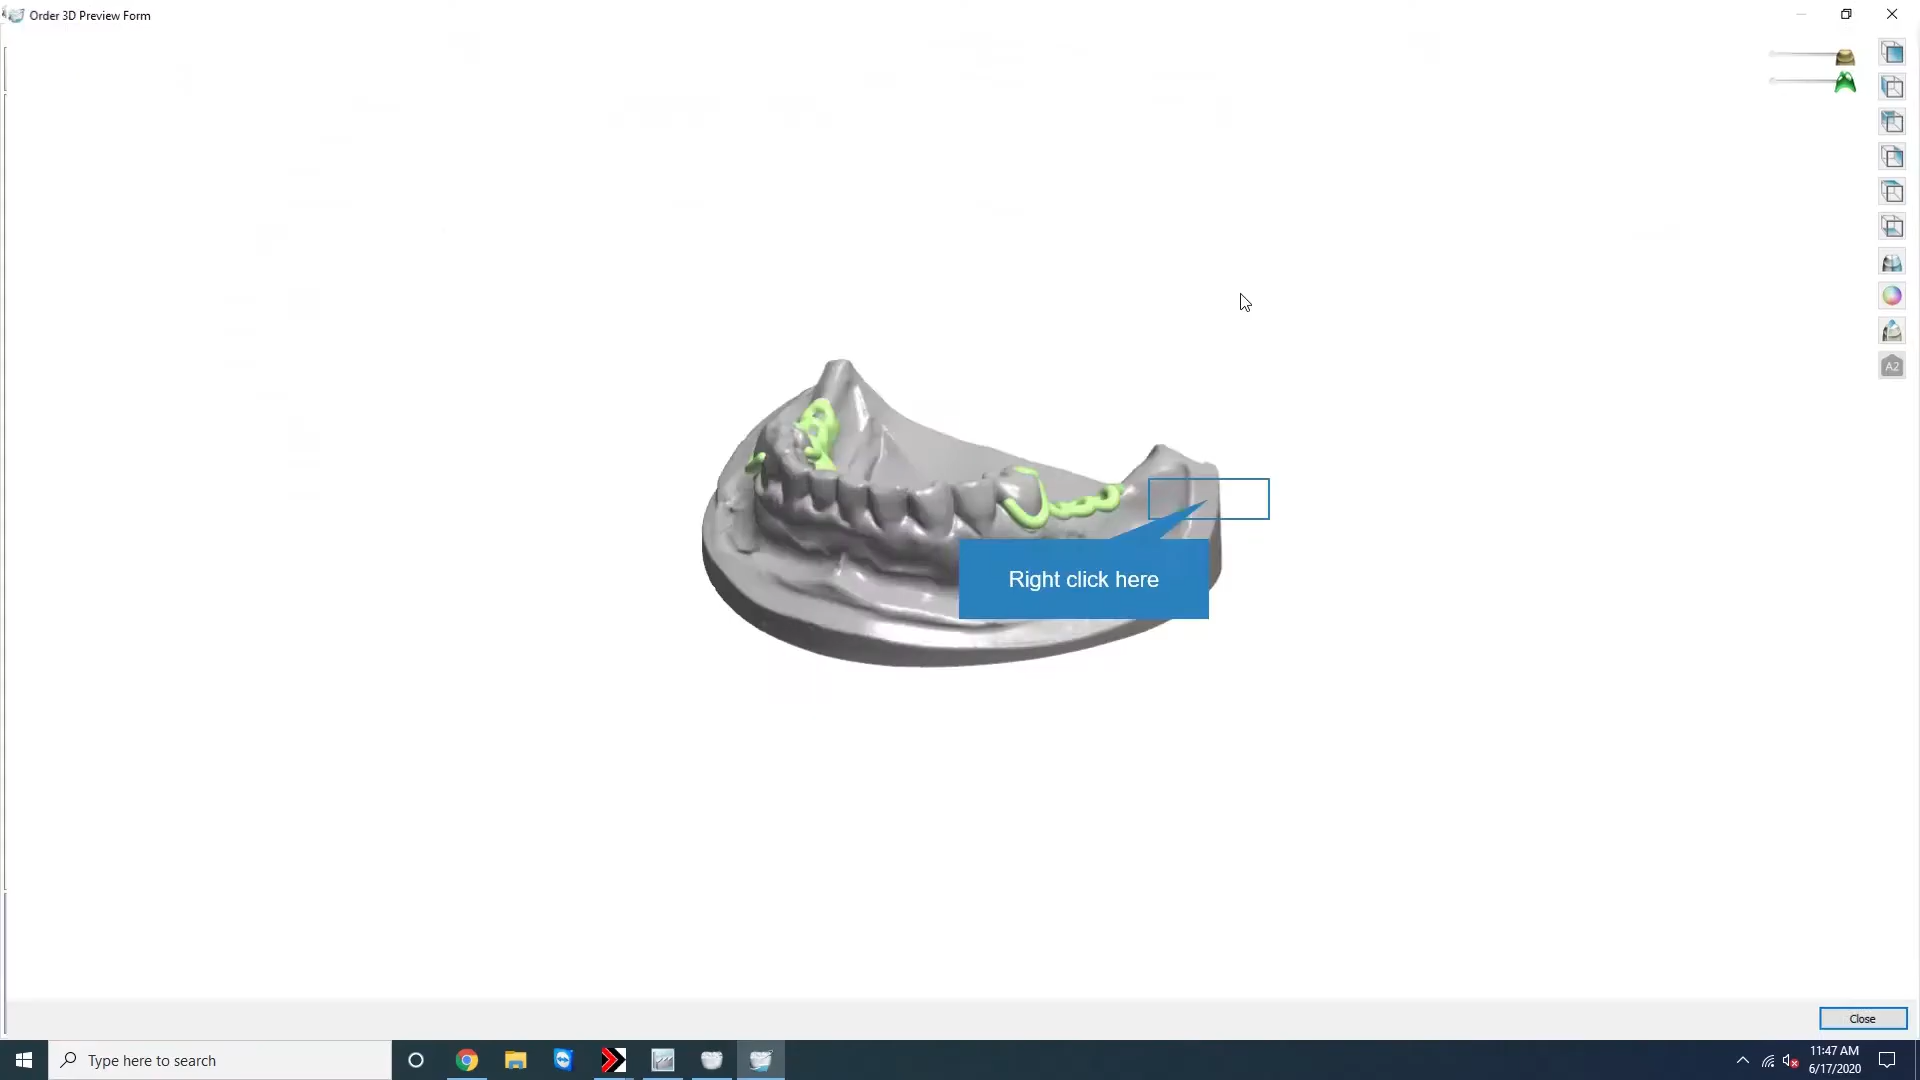 Order 3D Preview Form
A2
Right click here
Close
Type here to search
11:47 AM
6/17/2020